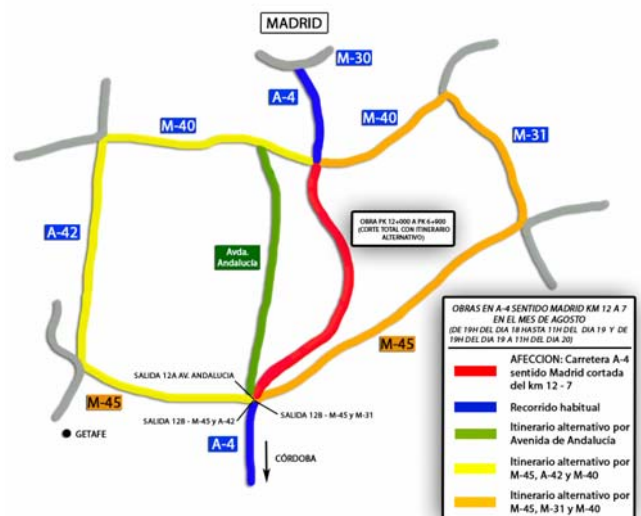 MADRID
M-30
A-4
M-40
M-40
M-31
A-42
Avda.
Andalucía
OBRA PK 12+000 A PK 6+900
(CORTE TOTAL CON ITINERARIO
ALTERNATIVO)
M-45
M-45
SALIDA 12A AV. ANDALUCIA
SALIDA 12B - M-45 y A-42
SALIDA 12B - M-45 y M-31
GETAFE
A-4
CÓRDOBA
OBRAS EN A-4 SENTIDO MADRID KM 12 A 7
EN EL MES DE AGOSTO
(DE 19H DEL DIA 18 HASTA 11H DEL DIA 19 Y DE
19H DEL DIA 19 A 11H DEL DIA 20)
AFECCION: Carretera A-4
sentido Madrid cortada
del km 12 - 7
Recorrido habitual
Itinerario alternativo por
Avenida de Andalucía
Itinerario alternativo por
M-45, A-42 y M-40
Itinerario alternativo por
M-45, M-31 y M-40